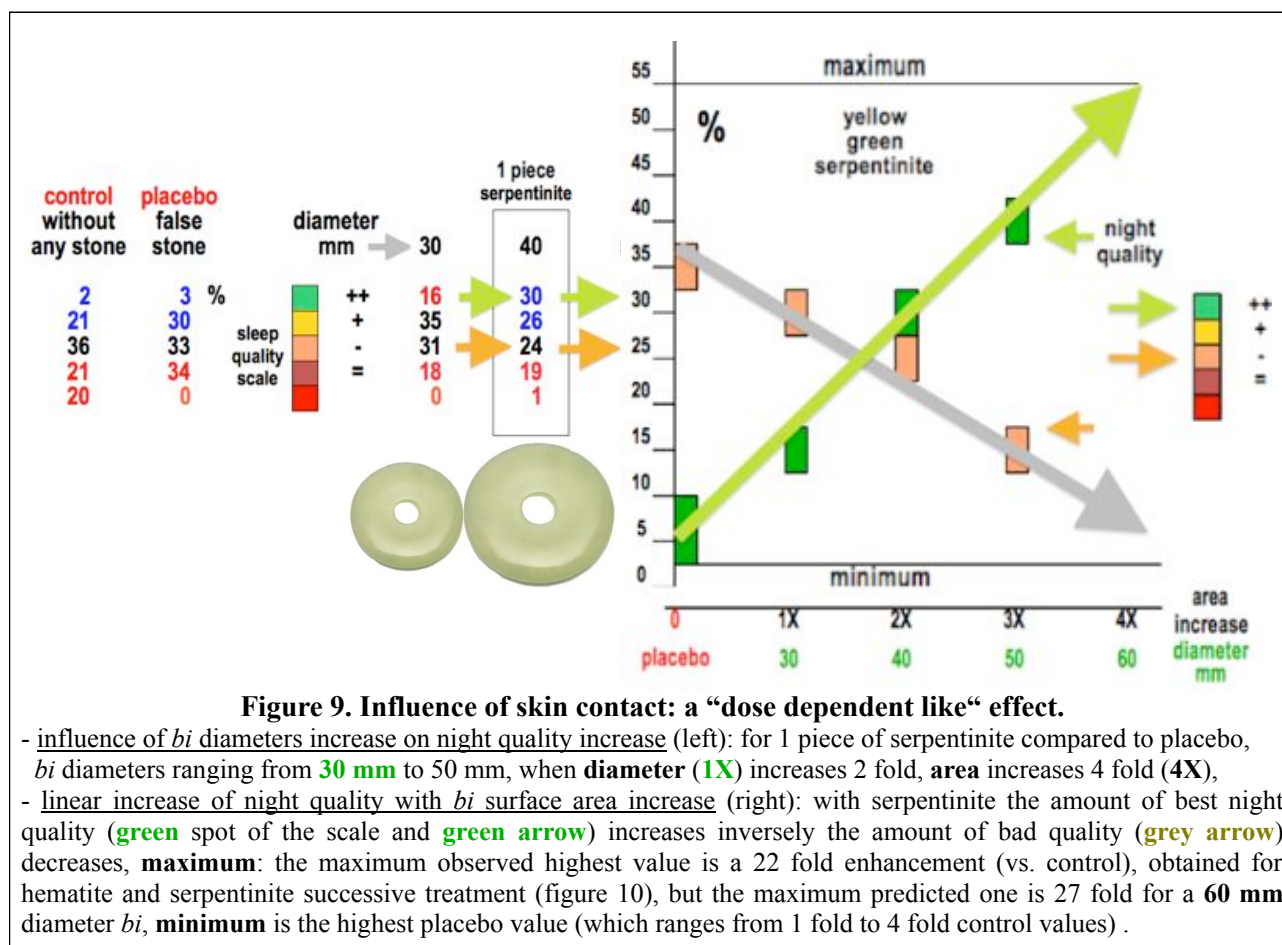 control
without
any stone
placebo
false
stone
diameter
mm
30
1 piece
serpentinite
40
2 3 % ++ 16 30
21 30 + 35 26
36 33 - 31 24
21 34 = 18 19
20 0 0 1
sleep
quality
scale
55
50
45
40
35
30
25
20
15
10
5
0
%
maximum
yellow
green
serpentinite
night
quality
++
+
-
=
minimum
0 1X 2X 3X 4X
placebo 30 40 50 60
area
increase
diameter
mm
Figure 9. Influence of skin contact: a “dose dependent like“ effect.
- influence of bi diameters increase on night quality increase (left): for 1 piece of serpentinite compared to placebo,
bi diameters ranging from 30 mm to 50 mm, when diameter (1X) increases 2 fold, area increases 4 fold (4X),
- linear increase of night quality with bi surface area increase (right): with serpentinite the amount of best night
quality (green spot of the scale and green arrow) increases inversely the amount of bad quality (grey arrow)
decreases, maximum: the maximum observed highest value is a 22 fold enhancement (vs. control), obtained for
hematite and serpentinite successive treatment (figure 10), but the maximum predicted one is 27 fold for a 60 mm
diameter bi, minimum is the highest placebo value (which ranges from 1 fold to 4 fold control values) .